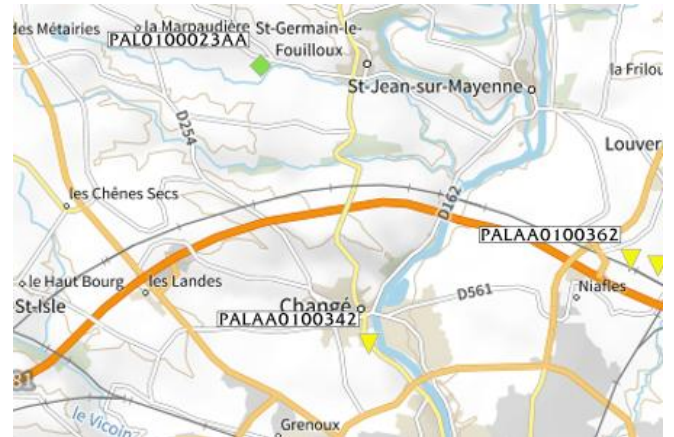 des Métairies
la Marpaudière
St-Germain-le-
Fouilloux
PAL0100023AA
St-Jean-sur-Mayenne
la Frilou
D254
Louver
les Chênes Secs
D162
PALAA0100362
le Haut Bourg
les Landes
D561
Niafles
St-Isle
Changé
PALAA0100342
81
le Vicoin
Grenoux